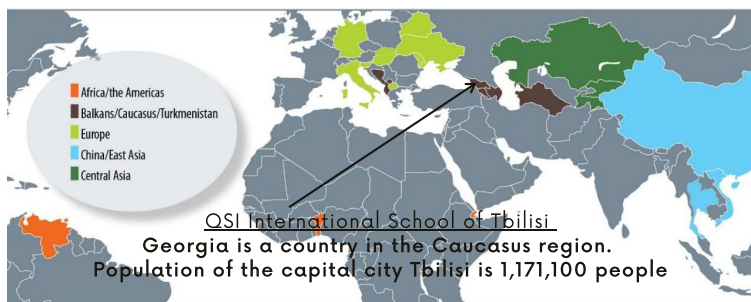 Africa/the Americas
Balkans/Caucasus/Turkmenistan
Europe
China/East Asia
Central Asia
QSI International School of Tbilisi
Georgia is a country in the Caucasus region.
Population of the capital city Tbilisi is 1,171,100 people